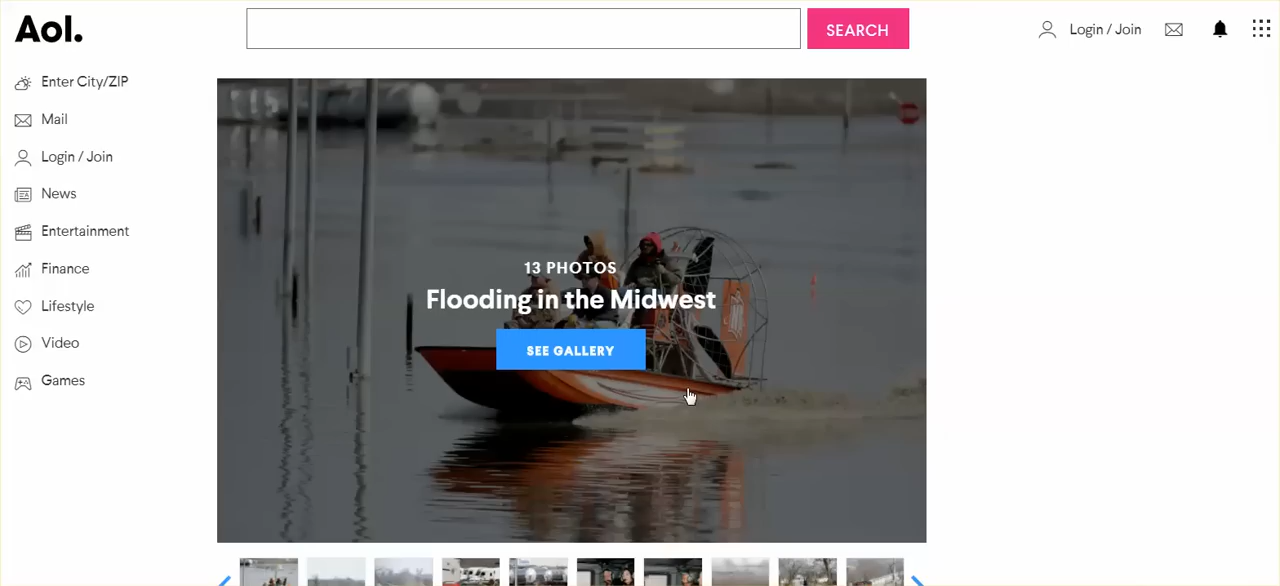 Aol.
SEARCH
Login / Join
Enter City/ZIP
Mail
Login / Join
News
Entertainment
Finance
Lifestyle
Video
Games
13 PHOTOS
Flooding in the Midwest
SEE GALLERY